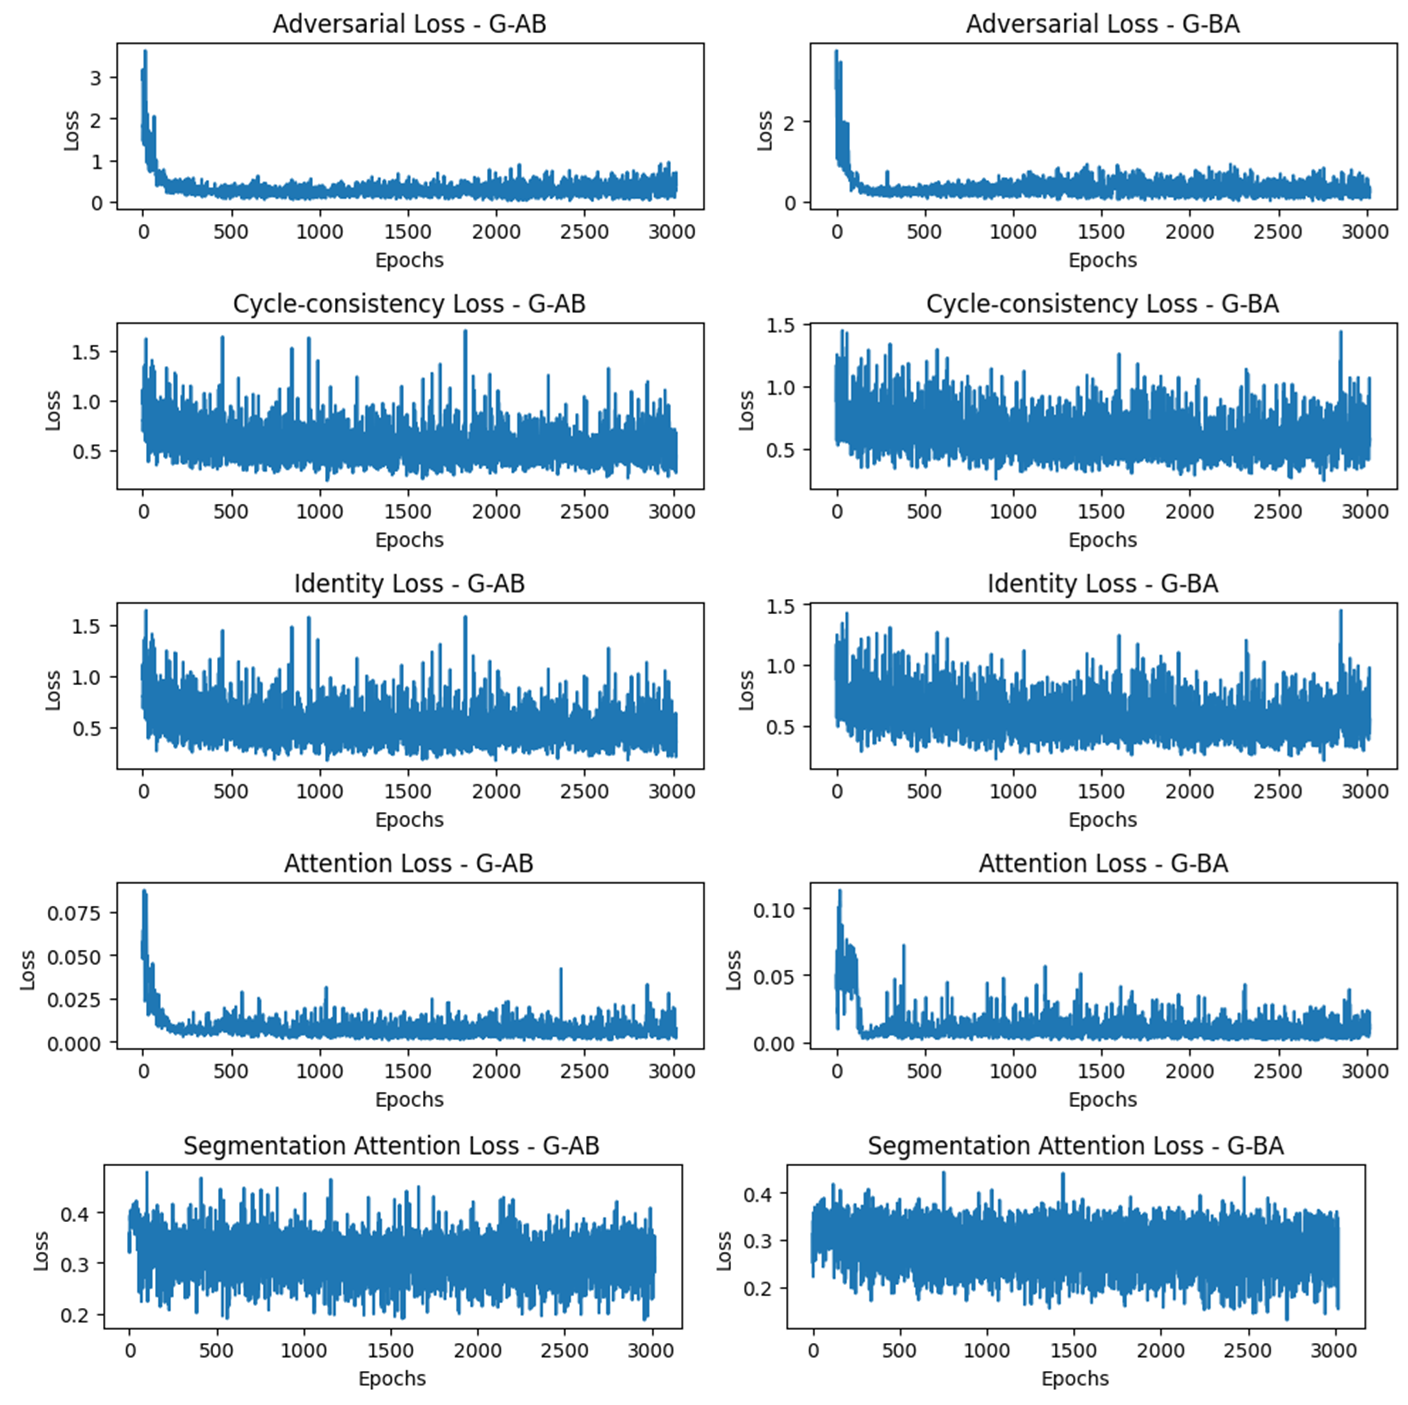 Adversarial Loss - G-AB
3
2
1
0
Loss
0 500 1000 1500 2000 2500 3000
Epochs
Adversarial Loss - G-BA
2
0
Loss
0 500 1000 1500 2000 2500 3000
Epochs
Cycle-consistency Loss - G-AB
1.5
1.0
0.5
Loss
0 500 1000 1500 2000 2500 3000
Epochs
Cycle-consistency Loss - G-BA
1.5
1.0
0.5
Loss
0 500 1000 1500 2000 2500 3000
Epochs
Identity Loss - G-AB
1.5
1.0
0.5
Loss
0 500 1000 1500 2000 2500 3000
Epochs
Identity Loss - G-BA
1.5
1.0
0.5
Loss
0 500 1000 1500 2000 2500 3000
Epochs
Attention Loss - G-AB
0.075
0.050
0.025
0.000
Loss
0 500 1000 1500 2000 2500 3000
Epochs
Attention Loss - G-BA
0.10
0.05
0.00
Loss
0 500 1000 1500 2000 2500 3000
Epochs
Segmentation Attention Loss - G-AB
0.4
0.3
0.2
Loss
0 500 1000 1500 2000 2500 3000
Epochs
Segmentation Attention Loss - G-BA
0.4
0.3
0.2
Loss
0 500 1000 1500 2000 2500 3000
Epochs